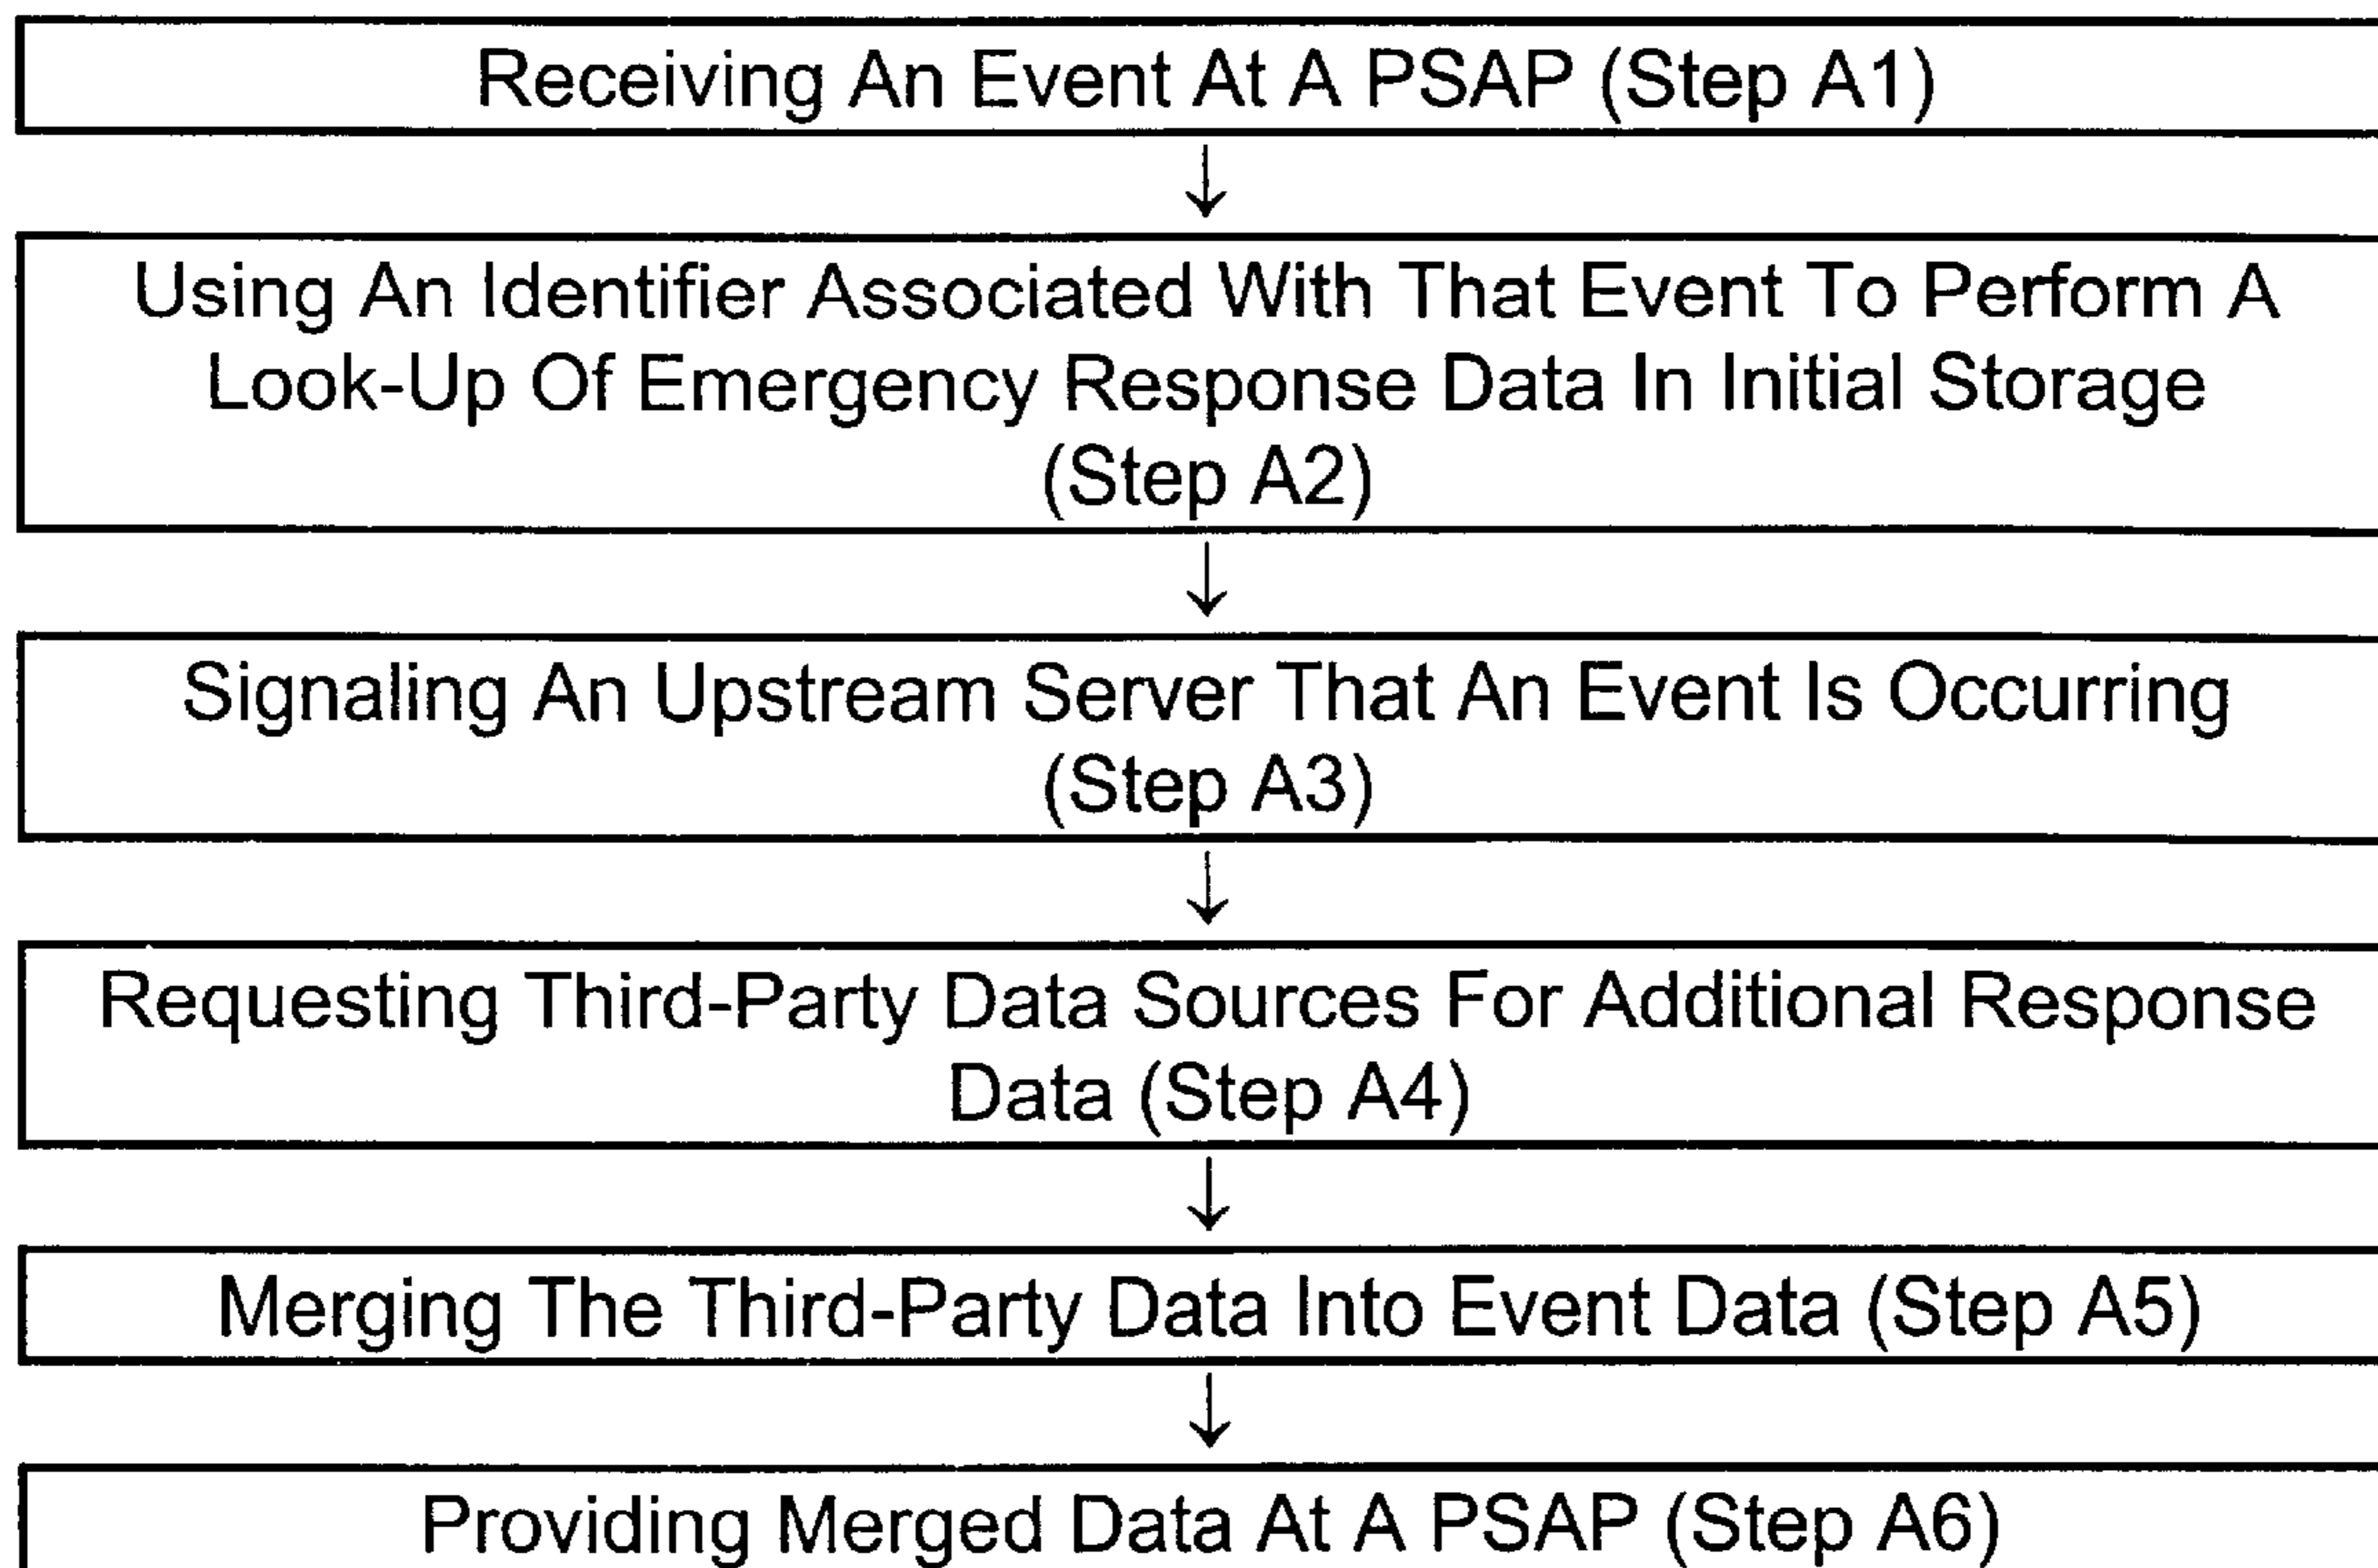 Receiving An Event At A PSAP (Step A1)
Using An Identifier Associated With That Event To Perform A
Look-Up Of Emergency Response Data In Initial Storage
(Step A2)
Signaling An Upstream Server That An Event Is Occurring
(Step A3)
Requesting Third-Party Data Sources For Additional Response
Data (Step A4)
Merging The Third-Party Data Into Event Data (Step A5)
Providing Merged Data At A PSAP (Step A6)